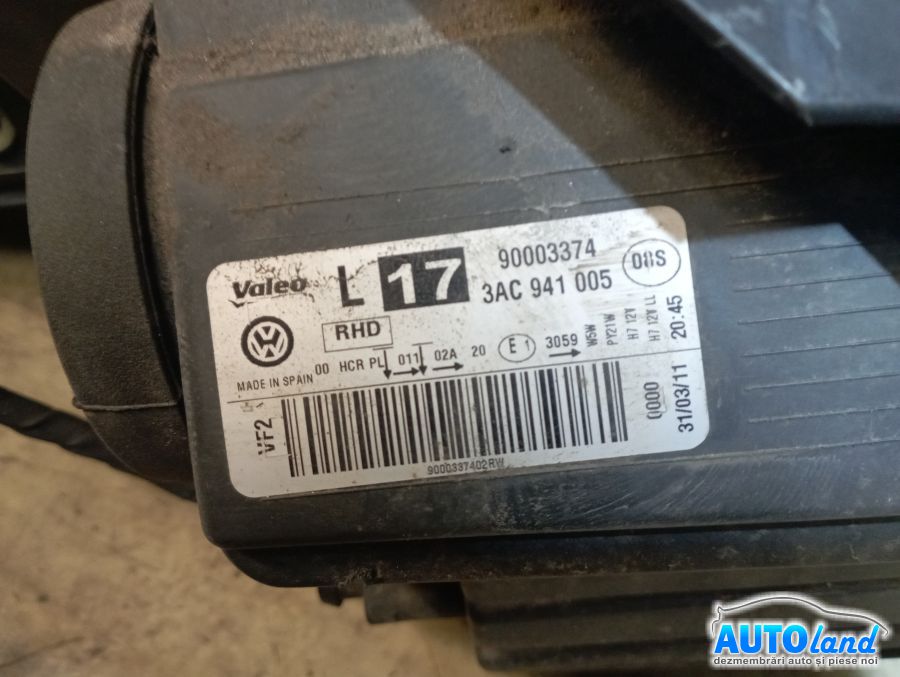 Valeo L 17 90003374 08S
3AC 941 005
RHD
MADE IN SPAIN 00 HCR PL 011 02A 20 E1 3059
W5W
PY21W
H7 12V
H7 12V LL
20:45
VF2
0000
31/03/11
9000337402RW
AUTOland
dezmembrări auto și piese noi